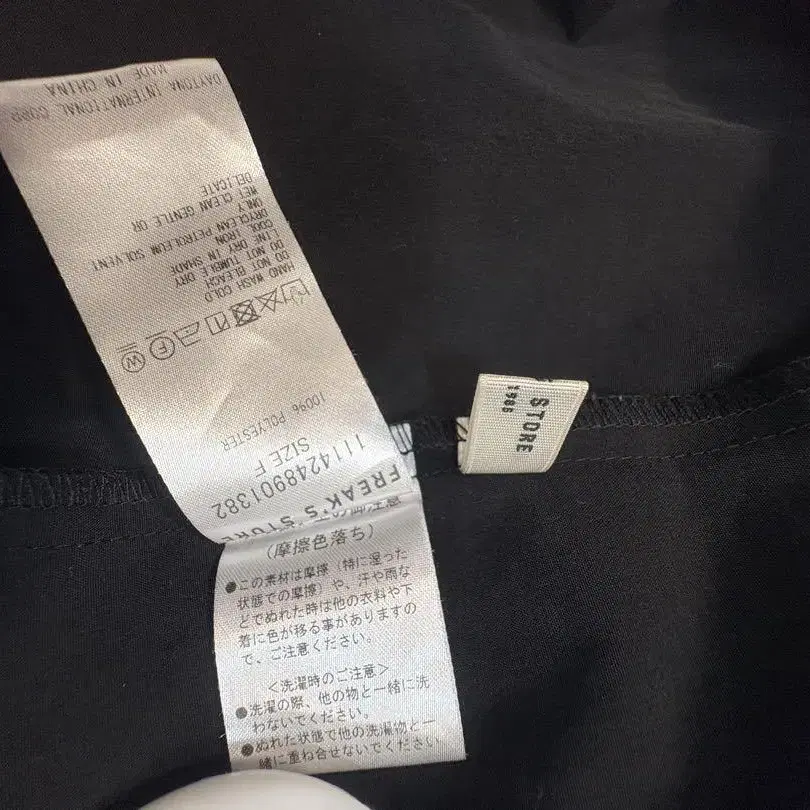 FREAK'S STORE
1114248901382
SIZE F
100% POLYESTER
W F
HAND WASH COLD
DO NOT BLEACH
DO NOT TUMBLE DRY
LINE DRY IN SHADE
COOL IRON
DRYCLEAN PETROLEUM SOLVENT
ONLY
WET CLEAN GENTLE OR
DELICATE
DAYTONA INTERNATIONAL CORP
MADE IN CHINA
STORE
1986
(摩擦色落ち)
●この素材は摩擦(特に湿った
状態での摩擦)や、汗や雨な
どでぬれた時は他の衣料や下
着に色が移る事がありますの
で、ご注意ください。
<洗濯時のご注意>
●洗濯の際、他の物と一緒に洗
わないでください。
●ぬれた状態で他の洗濯物と一
緒に重ね合せないでください